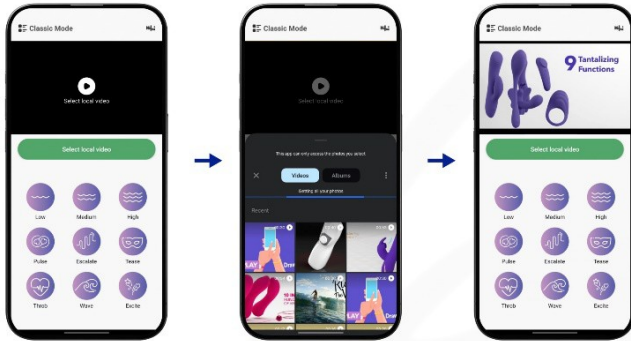 Classic Mode
Select local video
Select local video
Low
Medium
High
Pulse
Escalate
Tease
Throb
Wave
Excite
Classic Mode
Select local video
This app can only access the photos you select
Videos
Albums
Getting all your photos
Recent
Classic Mode
9 Tantalizing
Functions
Select local video
Low
Medium
High
Pulse
Escalate
Tease
Throb
Wave
Excite